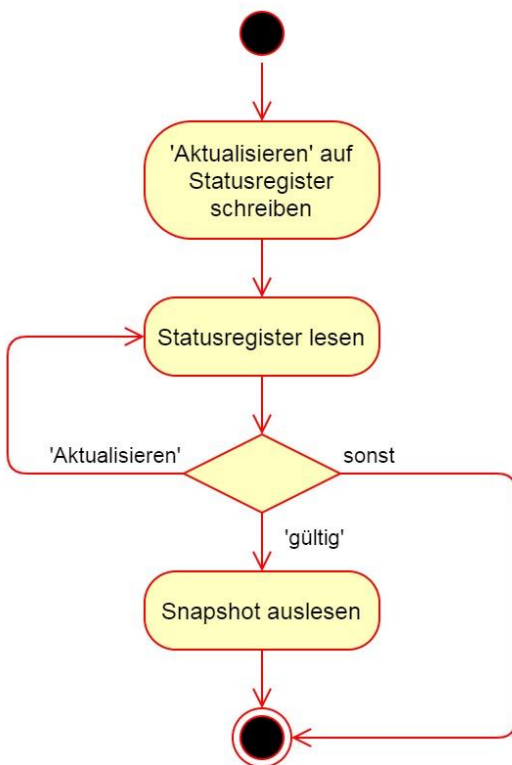 'Aktualisieren' auf
Statusregister
schreiben
Statusregister lesen
'Aktualisieren'
sonst
'gültig'
Snapshot auslesen